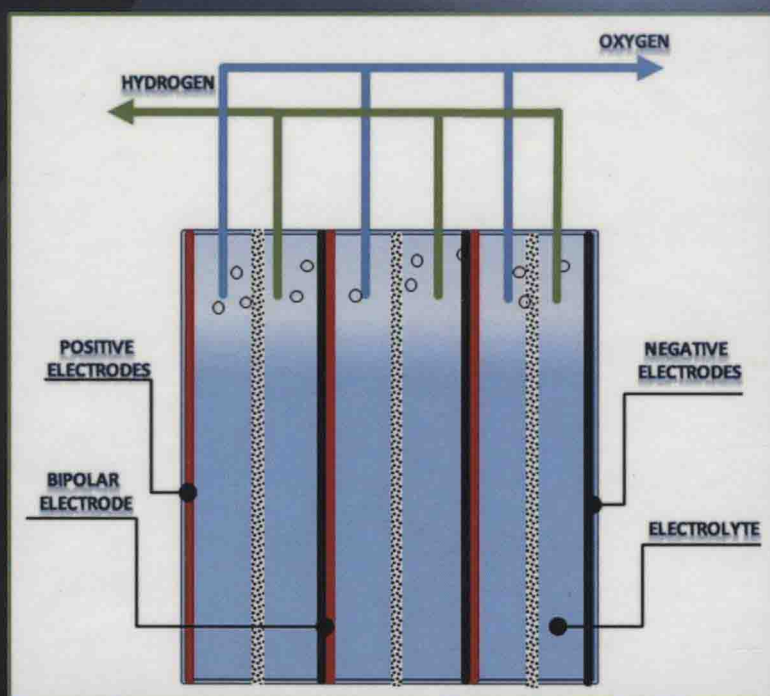 OXYGEN
HYDROGEN
POSITIVE
ELECTRODES
NEGATIVE
ELECTRODES
BIPOLAR
ELECTRODE
ELECTROLYTE